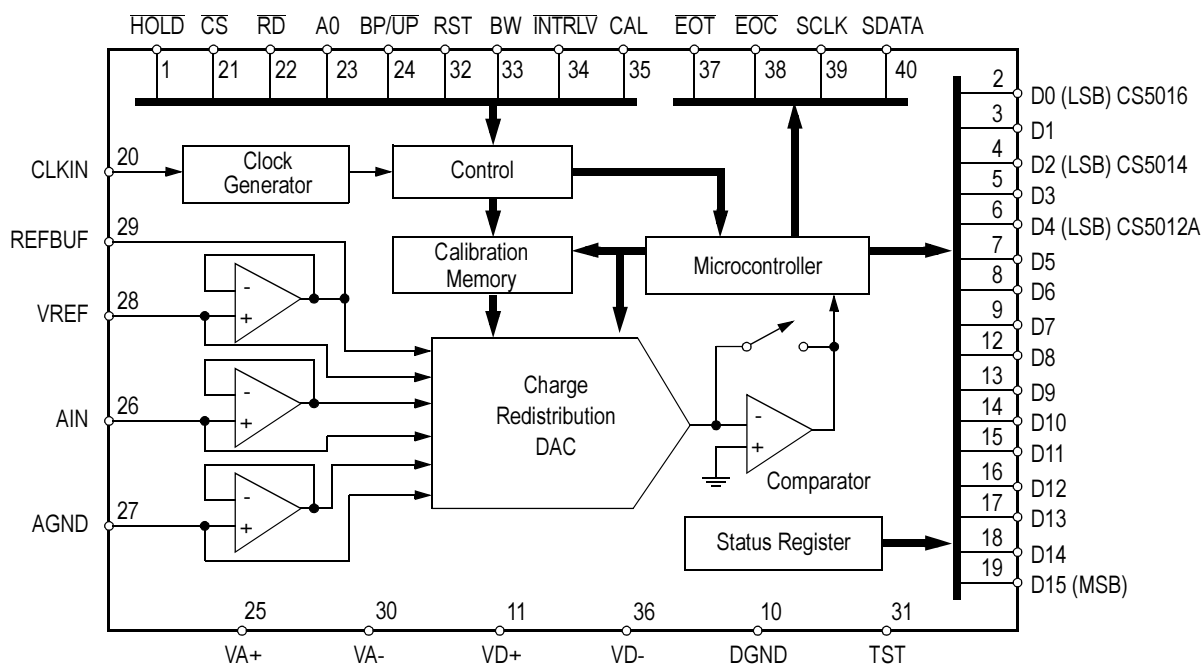 HOLD CS RD A0 BP/UP RST BW INTRLV CAL EOT EOC SCLK SDATA
1 21 22 23 24 32 33 34 35 37 38 39 40
2 D0 (LSB) CS5016
3 D1
4 D2 (LSB) CS5014
5 D3
6 D4 (LSB) CS5012A
7 D5
8 D6
9 D7
12 D8
13 D9
14 D10
15 D11
16 D12
17 D13
18 D14
19 D15 (MSB)
CLKIN 20
Clock
Generator
Control
REFBUF 29
Calibration
Memory
Microcontroller
VREF 28
-
+
AIN 26
-
+
AGND 27
-
+
Charge
Redistribution
DAC
-
+
Comparator
Status Register
25 30 11 36 10 31
VA+ VA- VD+ VD- DGND TST